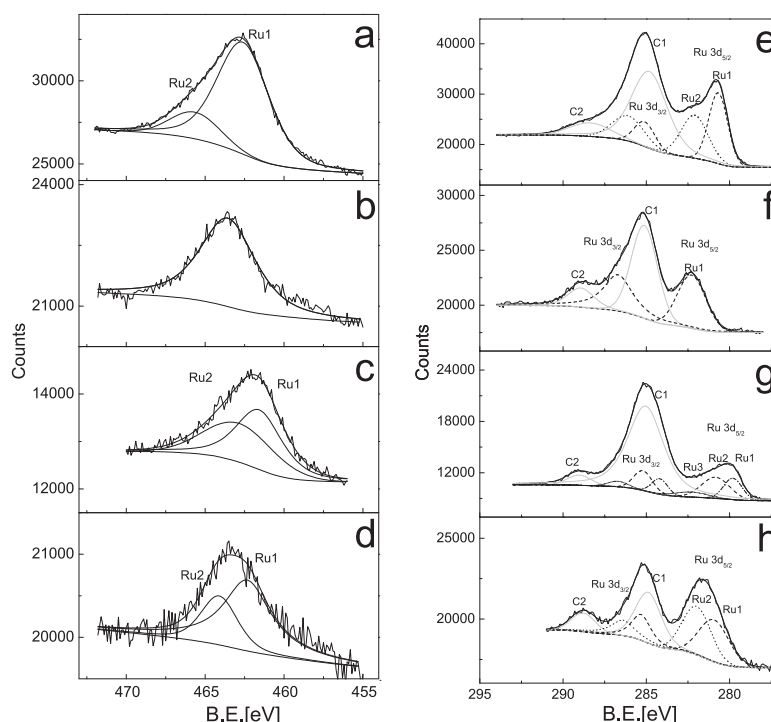 a
Ru1
Ru2
30000
25000
24000
b
21000
Counts
c
Ru2
Ru1
14000
12000
d
Ru2
Ru1
21000
20000
470 465 460 455
B.E.[eV]
e
C1
Ru 3d5/2
Ru1
Ru2
Ru 3d3/2
C2
40000
30000
20000
f
C1
Ru 3d3/2
Ru 3d5/2
Ru1
C2
30000
25000
20000
Counts
g
C1
Ru 3d5/2
Ru 3d3/2
Ru3
Ru2
Ru1
C2
24000
18000
12000
h
C1
Ru 3d5/2
Ru 3d3/2
C2
Ru2
Ru1
25000
20000
295 290 285 280
B.E.[eV]